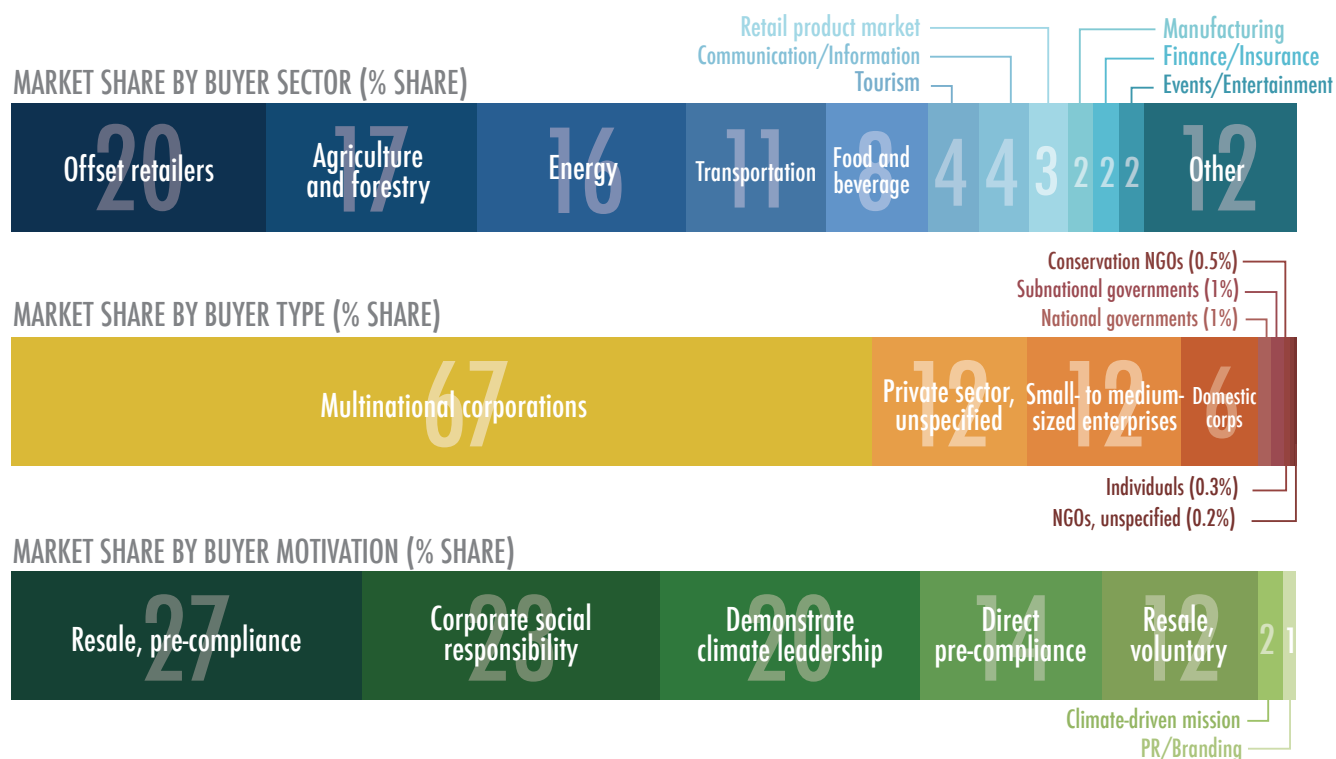 Retail product market
Communication/Information
Tourism
Manufacturing
Finance/Insurance
Events/Entertainment
MARKET SHARE BY BUYER SECTOR (% SHARE)
Offset retailers
20
Agriculture
and forestry
17
Energy
16
Transportation
11
Food and
beverage
8
4
4
3
2
2
2
Other
12
Conservation NGOs (0.5%)
Subnational governments (1%)
National governments (1%)
MARKET SHARE BY BUYER TYPE (% SHARE)
Multinational corporations
67
Private sector,
unspecified
12
Small- to medium-
sized enterprises
12
Domestic
corps
6
Individuals (0.3%)
NGOs, unspecified (0.2%)
MARKET SHARE BY BUYER MOTIVATION (% SHARE)
Resale, pre-compliance
27
Corporate social
responsibility
23
Demonstrate
climate leadership
20
Direct
pre-compliance
14
Resale,
voluntary
12
2
1
Climate-driven mission
PR/Branding